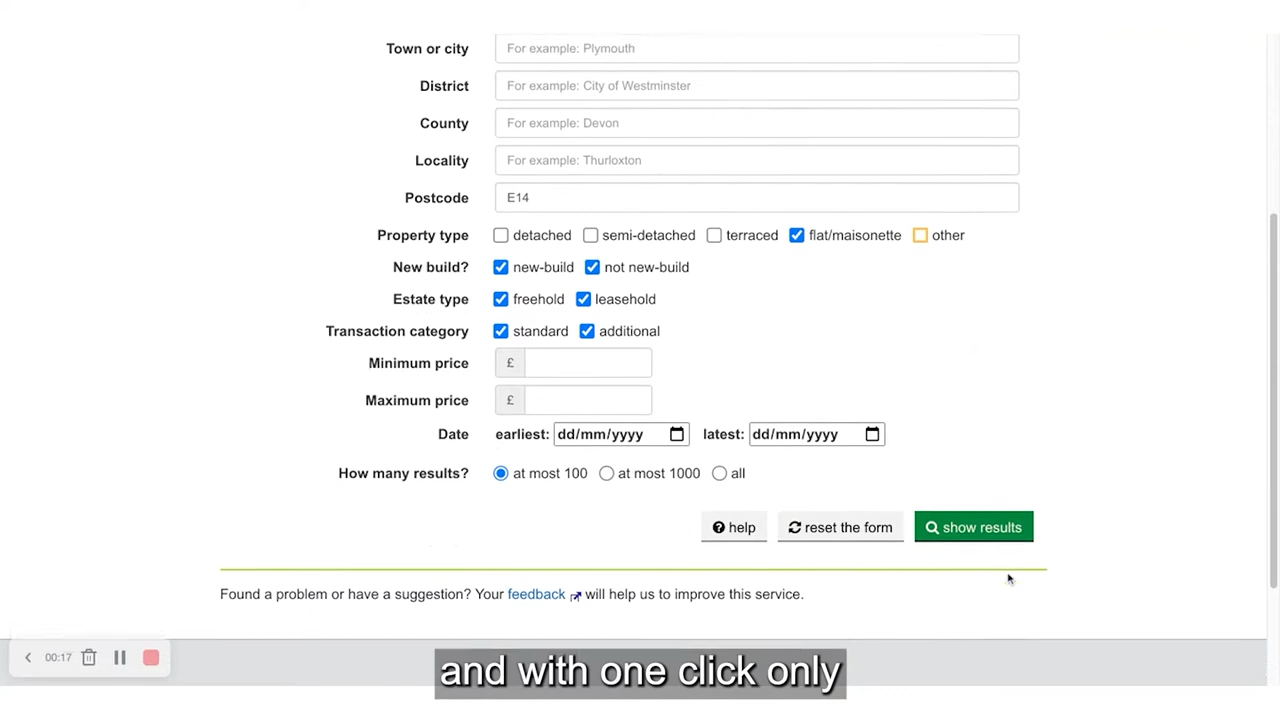 Town or city For example: Plymouth
District For example: City of Westminster
County For example: Devon
Locality For example: Thurloxton
Postcode E14
Property type detached semi-detached terraced flat/maisonette other
New build? new-build not new-build
Estate type freehold leasehold
Transaction category standard additional
Minimum price £
Maximum price £
Date earliest: dd/mm/yyyy latest: dd/mm/yyyy
How many results? at most 100 at most 1000 all
help reset the form show results
Found a problem or have a suggestion? Your feedback will help us to improve this service.
00:17
and with one click only